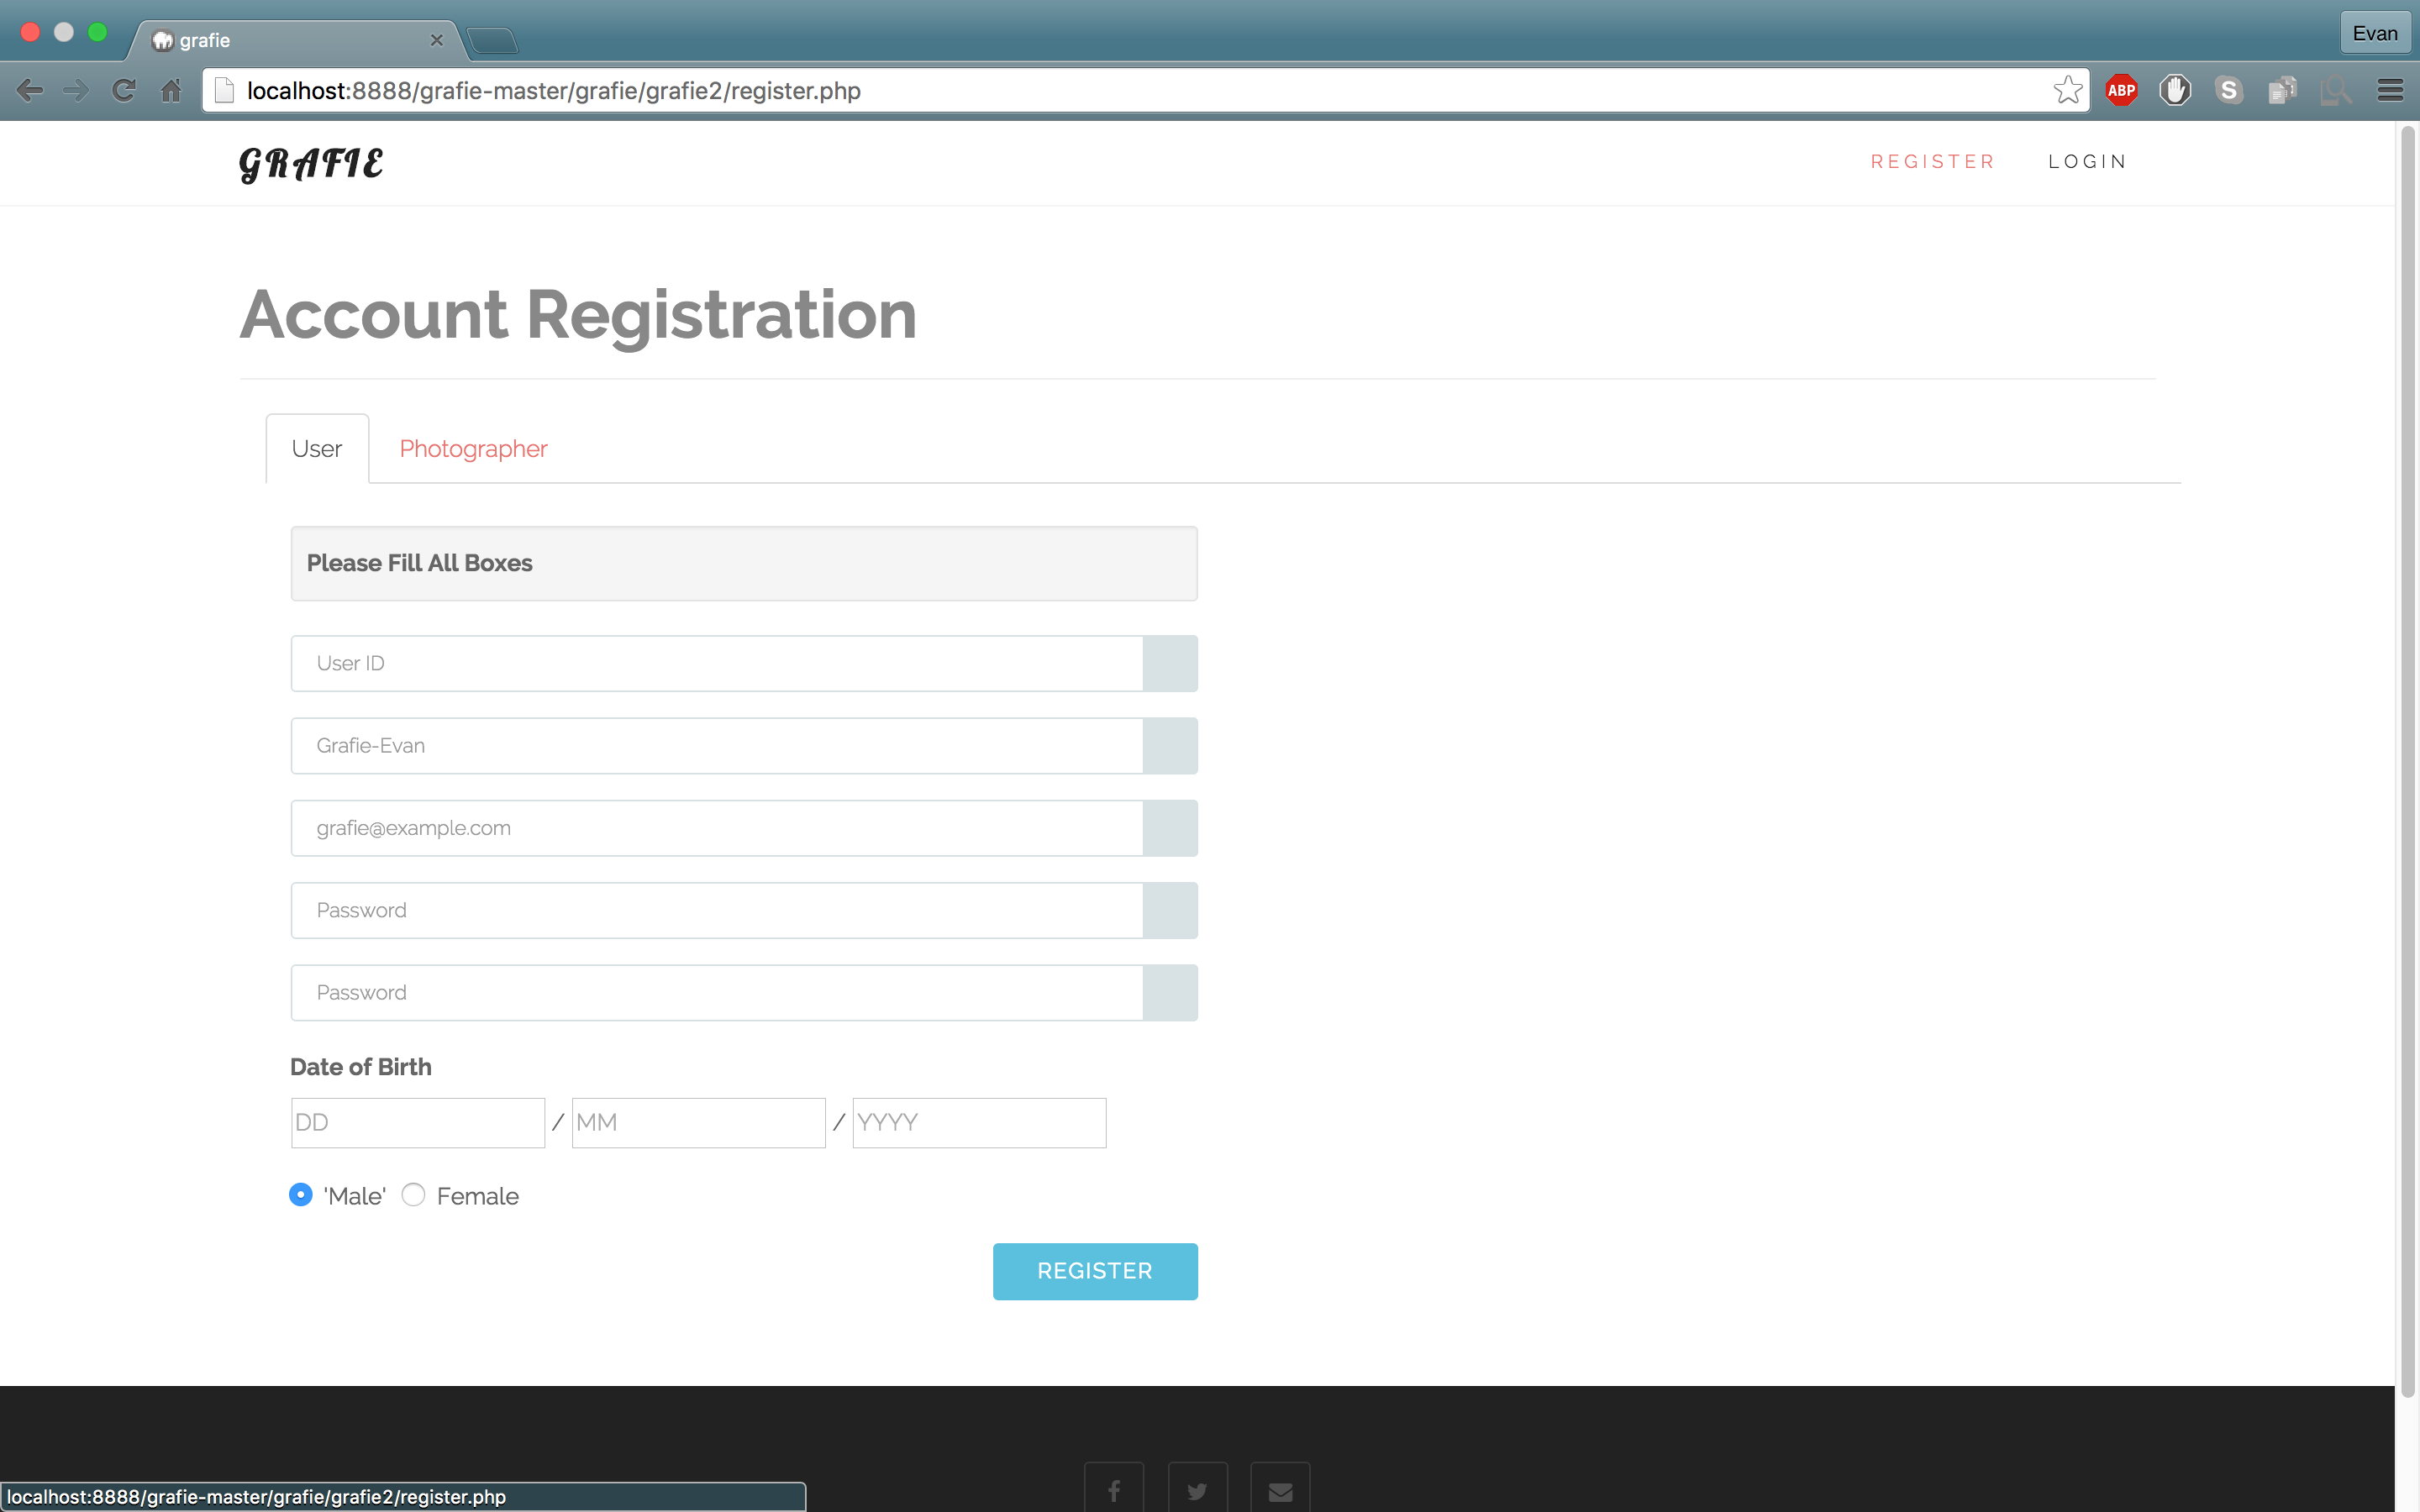 grafie
Evan
localhost:8888/grafie-master/grafie/grafie2/register.php
ABP
S
GRAFIE
REGISTER LOGIN
Account Registration
User Photographer
Please Fill All Boxes
User ID
Grafie-Evan
grafie@example.com
Password
Password
Date of Birth
DD / MM / YYYY
'Male' Female
REGISTER
localhost:8888/grafie-master/grafie/grafie2/register.php